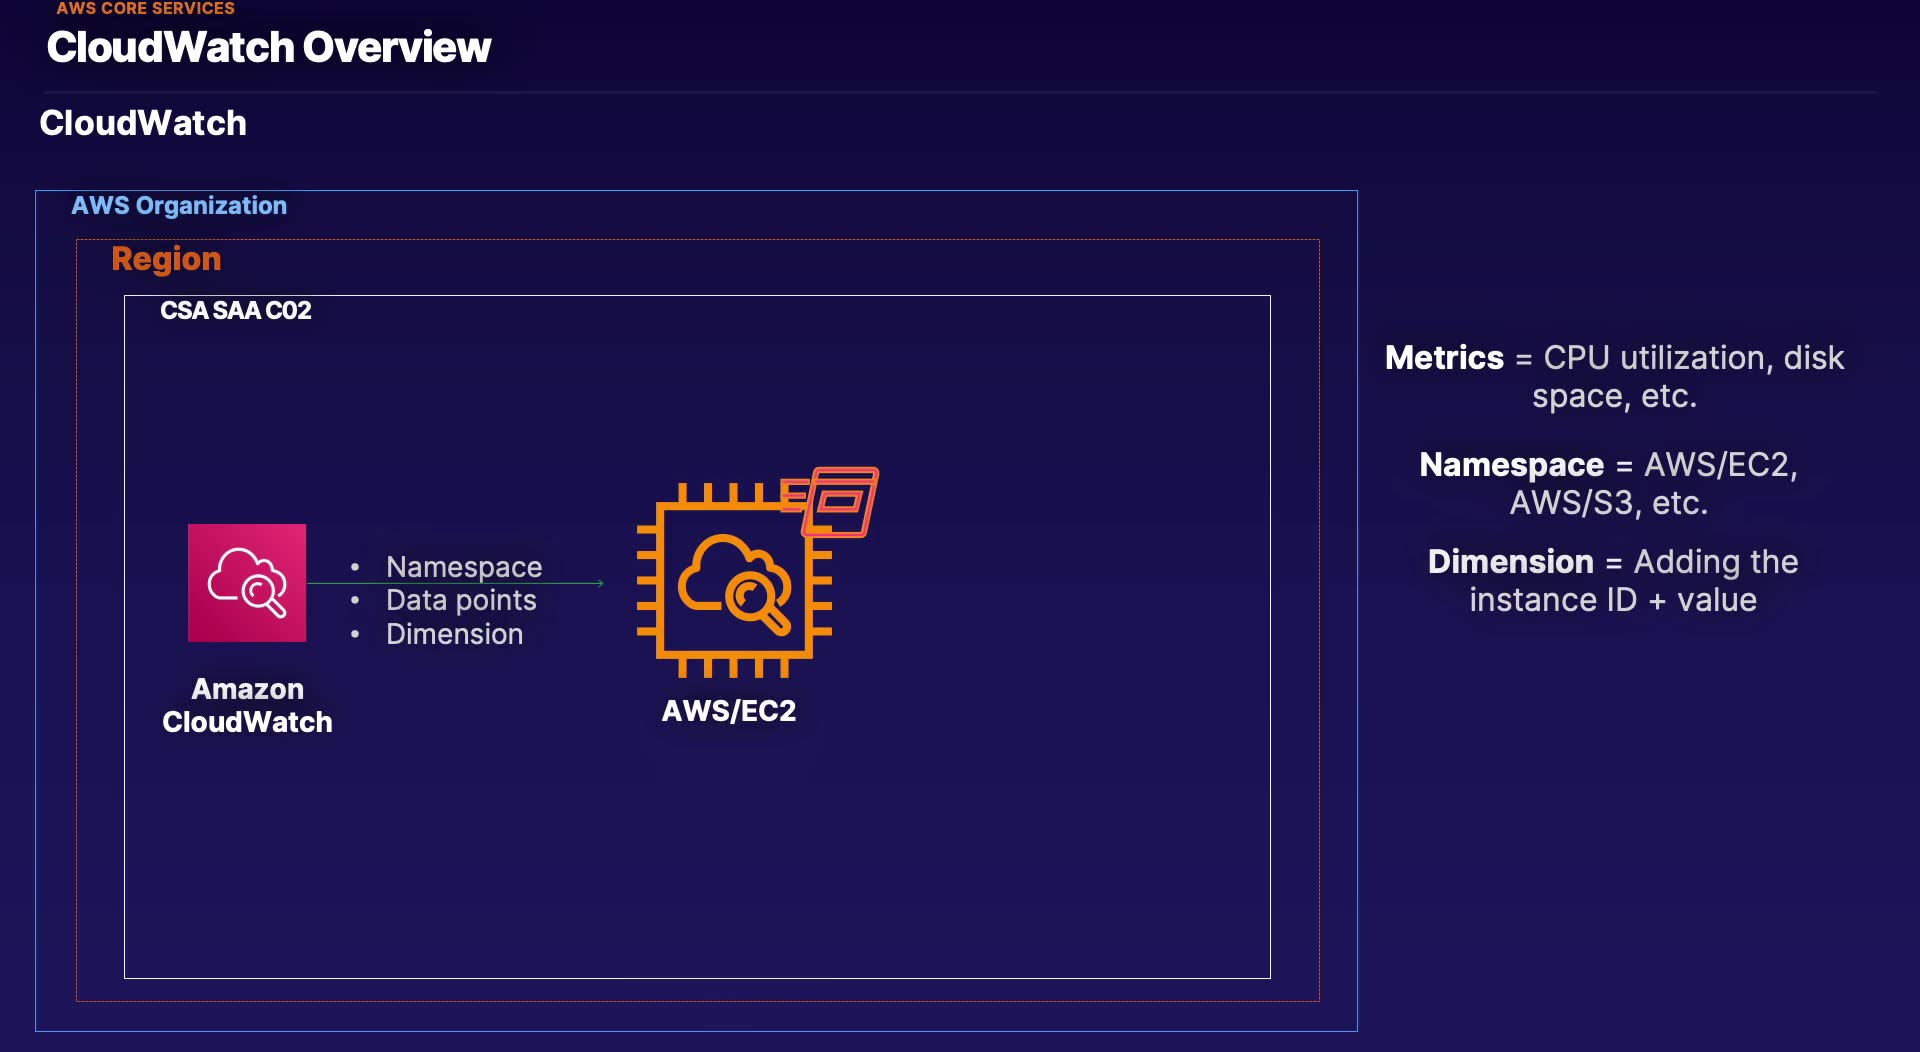 AWS CORE SERVICES
CloudWatch Overview
CloudWatch
AWS Organization
Region
CSA SAA C02
• Namespace
• Data points
• Dimension
Amazon
CloudWatch
AWS/EC2
Metrics = CPU utilization, disk
space, etc.
Namespace = AWS/EC2,
AWS/S3, etc.
Dimension = Adding the
instance ID + value